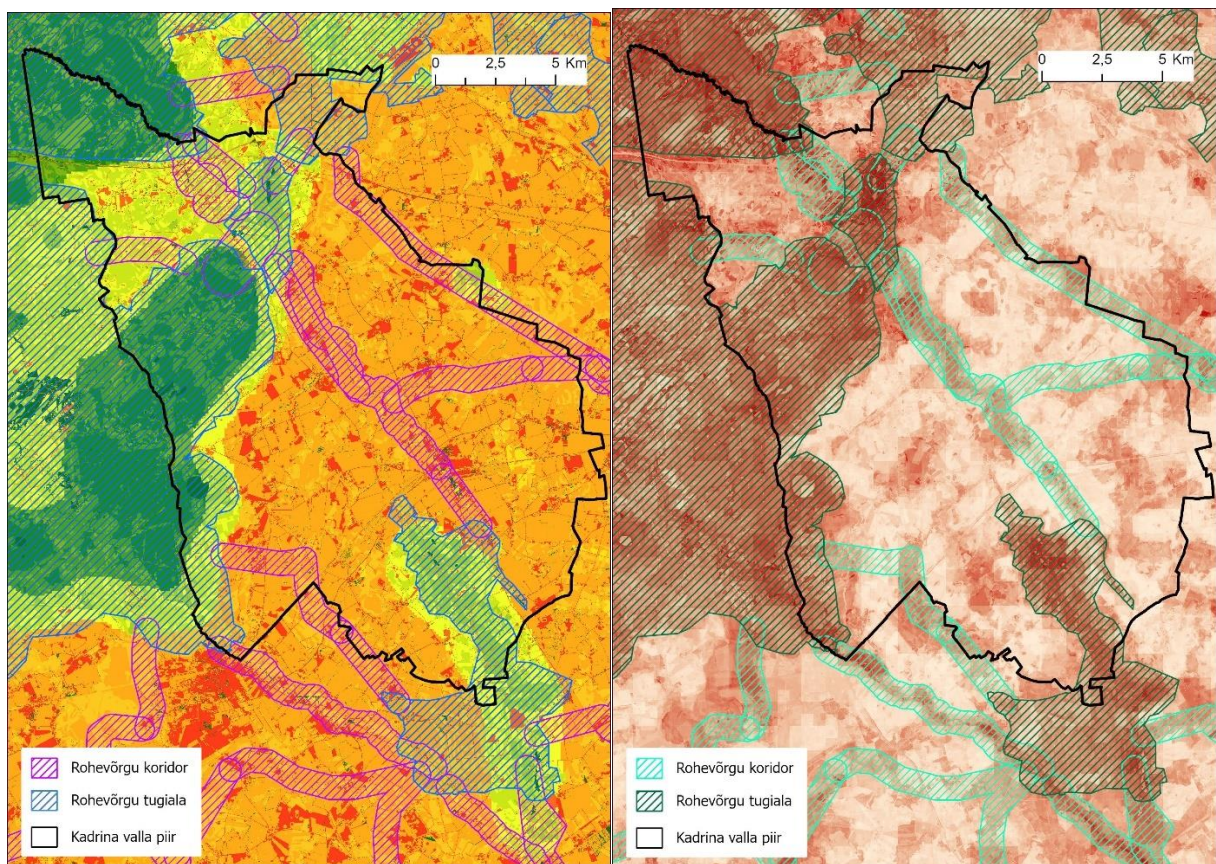 0 2,5 5 Km
Rohevõrgu koridor
Rohevõrgu tugiala
Kadrina valla piir
0 2,5 5 Km
Rohevõrgu koridor
Rohevõrgu tugiala
Kadrina valla piir